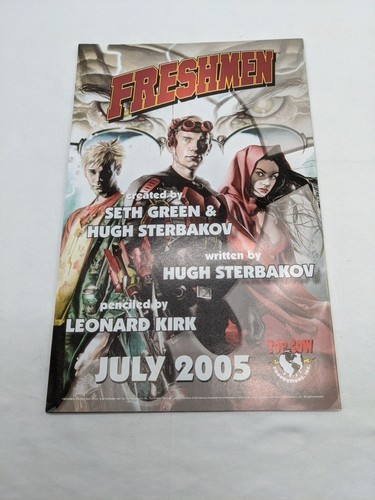 FRESHMEN
created by
SETH GREEN &
HUGH STERBAKOV
written by
HUGH STERBAKOV
penciled by
LEONARD KIRK
TOP COW
JULY 2005